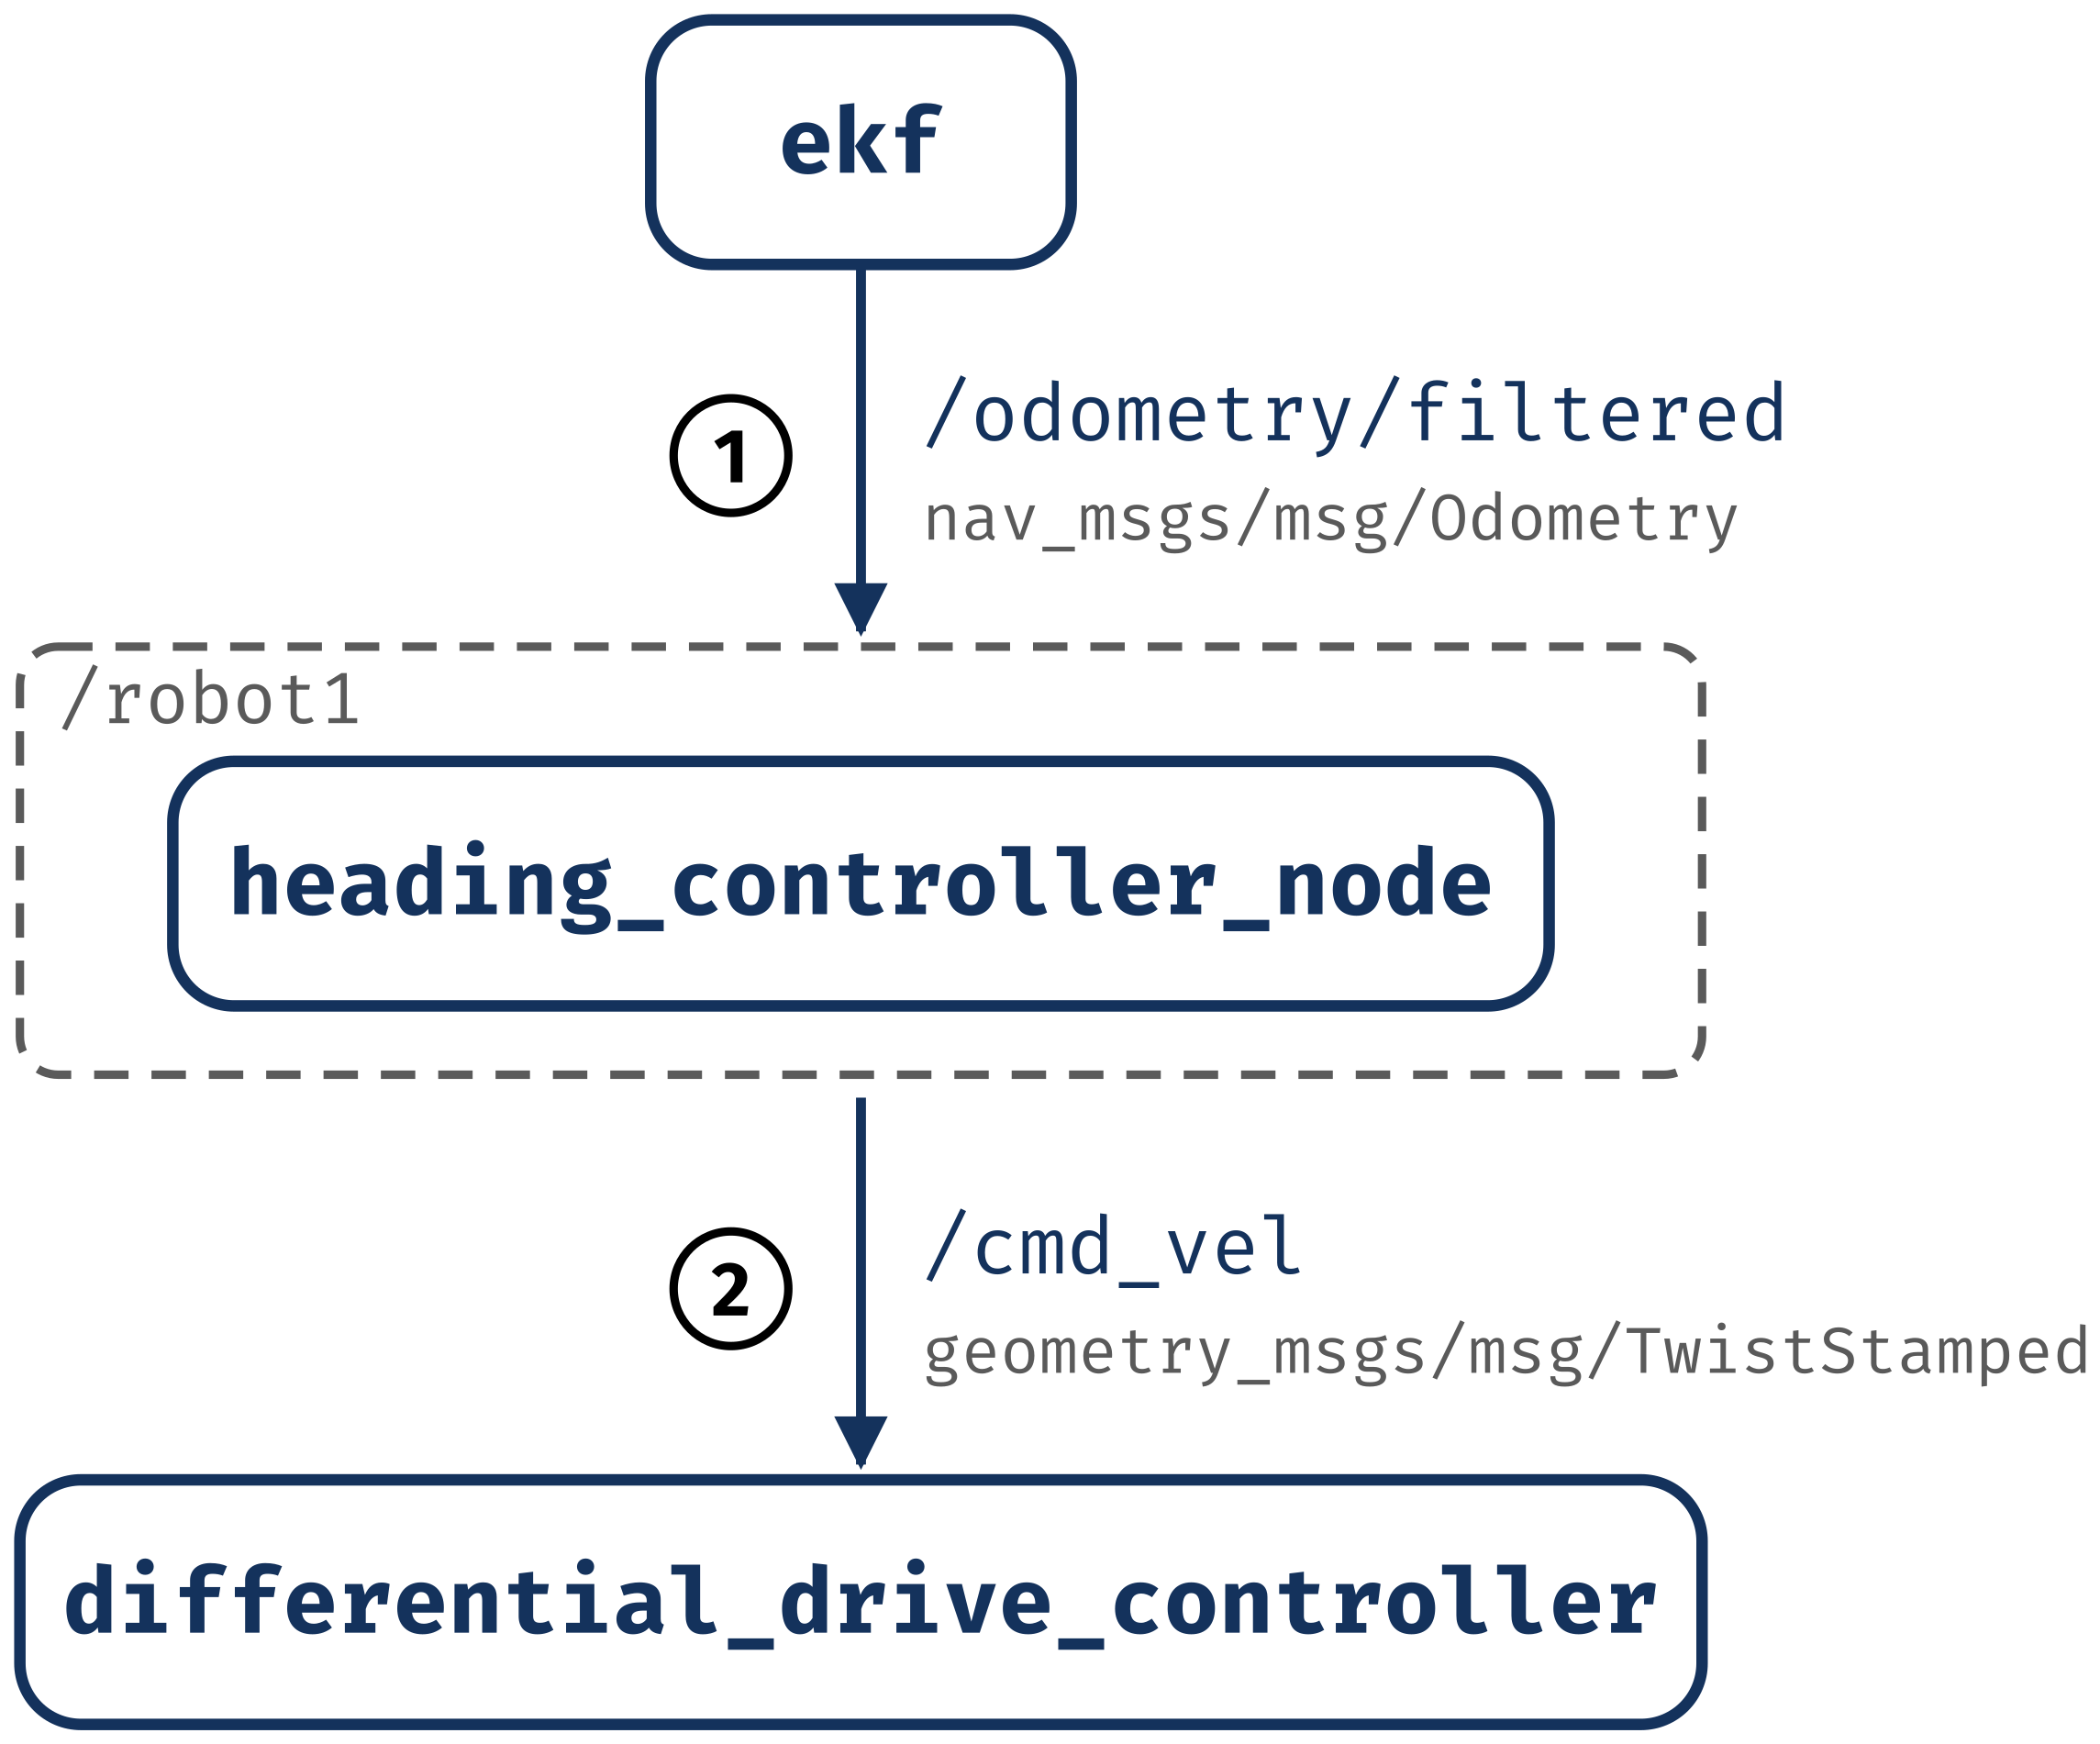 ekf
1
/odometry/filtered
nav_msgs/msg/Odometry
/robot1
heading_controller_node
2
/cmd_vel
geometry_msgs/msg/TwistStamped
differential_drive_controller